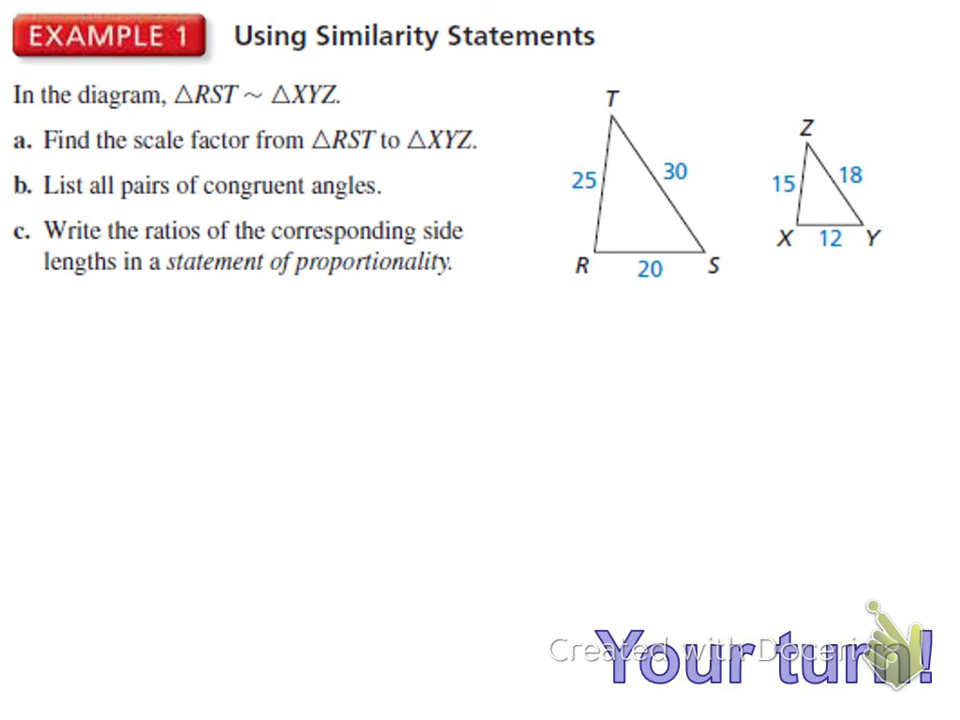 EXAMPLE 1 Using Similarity Statements
In the diagram, △RST ~ △XYZ.
a. Find the scale factor from △RST to △XYZ.
b. List all pairs of congruent angles.
c. Write the ratios of the corresponding side
lengths in a statement of proportionality.
T
25
30
R
20
S
Z
15
18
X
12
Y
Created with Doceri
Your turn!